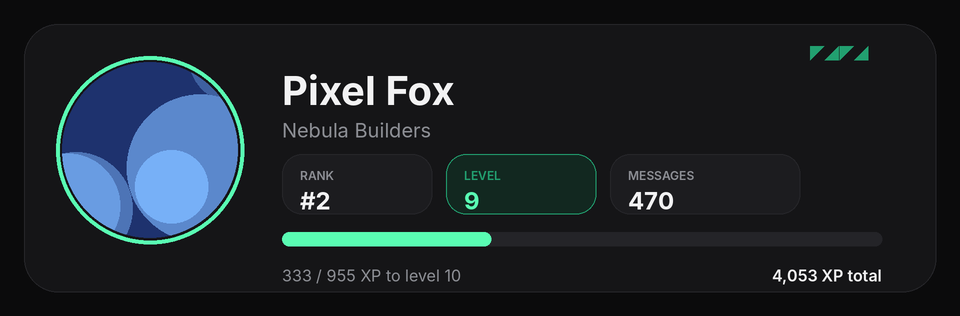 Pixel Fox
Nebula Builders
RANK
#2
LEVEL
9
MESSAGES
470
333 / 955 XP to level 10
4,053 XP total